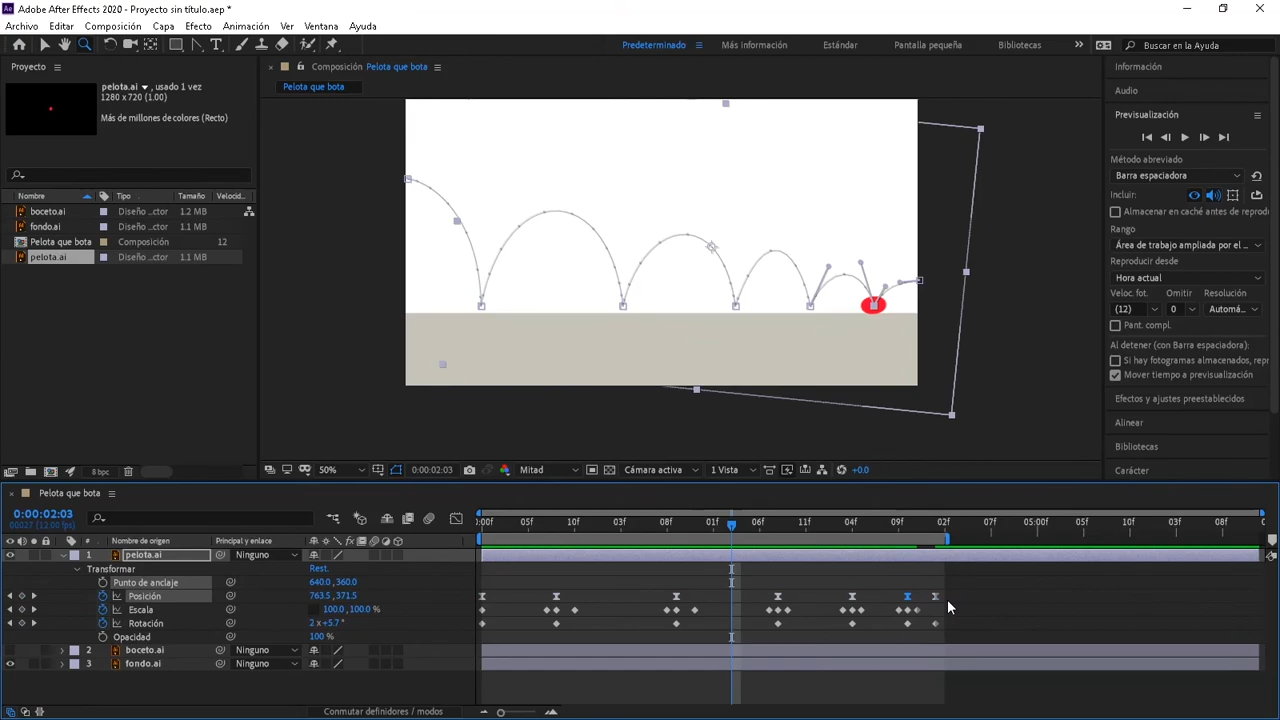 Adobe After Effects 2020 - Proyecto sin título.aep *
Archivo Editar Composición Capa Efecto Animación Ver Ventana Ayuda
Predeterminado Más información Estándar Pantalla pequeña Bibliotecas Buscar en la Ayuda
Proyecto
Composición Pelota que bota
Información
pelota.ai, usado 1 vez
1280 x 720 (1.00)
Más de millones de colores (Recto)
Pelota que bota
Audio
Previsualización
Método abreviado
Barra espaciadora
Incluir:
Almacenar en caché antes de reprod
Rango
Área de trabajo ampliada por el ...
Reproducir desde
Hora actual
Veloc. fot. Omitir Resolución
(12) 0 Automá...
Pant. compl.
Al detener (con Barra espaciadora):
Si hay fotogramas almacenados, repr
Mover tiempo a previsualización
Efectos y ajustes preestablecidos
Alinear
Bibliotecas
Carácter
Nombre Tipo Tamaño Velocid..
boceto.ai Diseño ...ctor 1.2 MB
fondo.ai Diseño ...ctor 1.1 MB
Pelota que bota Composición 12
pelota.ai Diseño ...ctor 1.1 MB
8 bpc
50% 0:00:02:03 Mitad Cámara activa 1 Vista +0.0
Pelota que bota
0:00:02:03
00027 (12.00 fps)
0:00f 05f 10f 03f 08f 01f 06f 11f 04f 09f 02f 07f 05f 10f 03f 08f 0
# Nombre de origen Principal y enlace
1 pelota.ai Ninguno
Transformar Rest.
Punto de anclaje 640.0, 360.0
Posición 763.5, 371.5
Escala 100.0, 100.0 %
Rotación 2 x +5.7 °
Opacidad 100 %
2 boceto.ai Ninguno
3 fondo.ai Ninguno
Conmutar definidores / modos